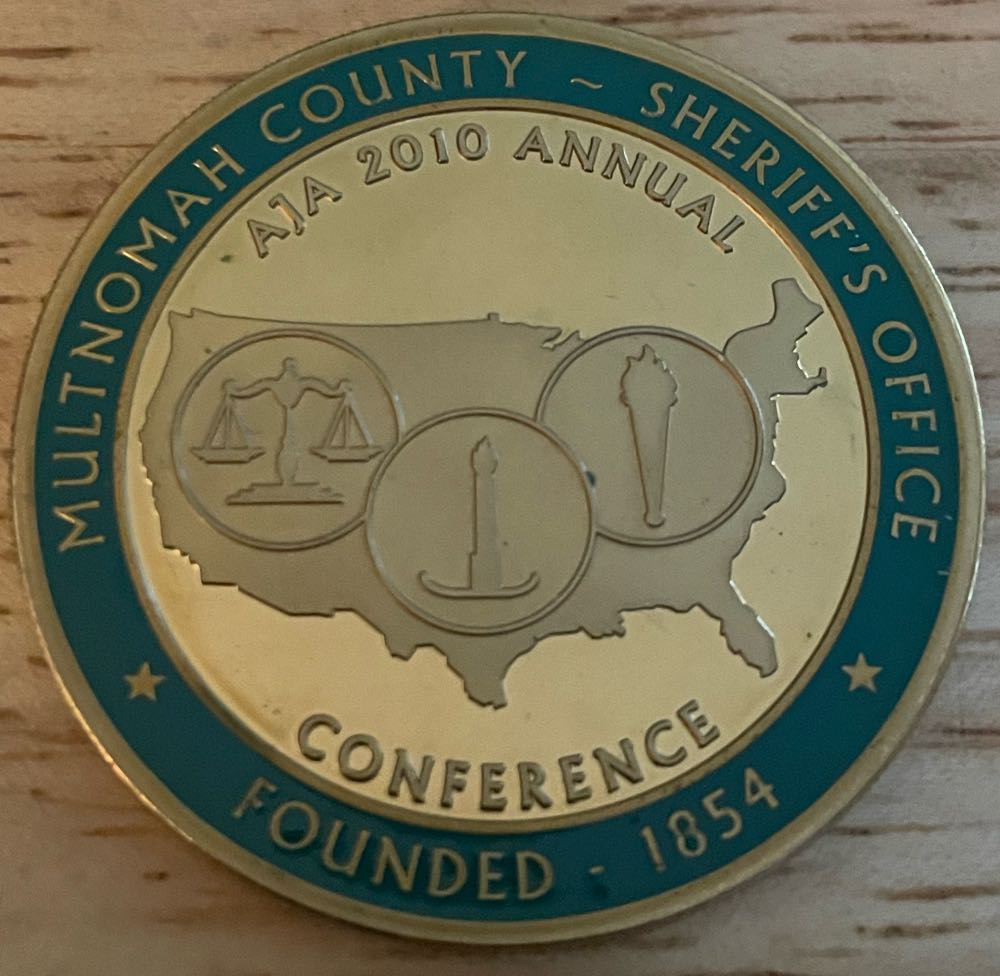 MULTNOMAH COUNTY ~ SHERIFF'S OFFICE
AJA 2010 ANNUAL
CONFERENCE
FOUNDED - 1854